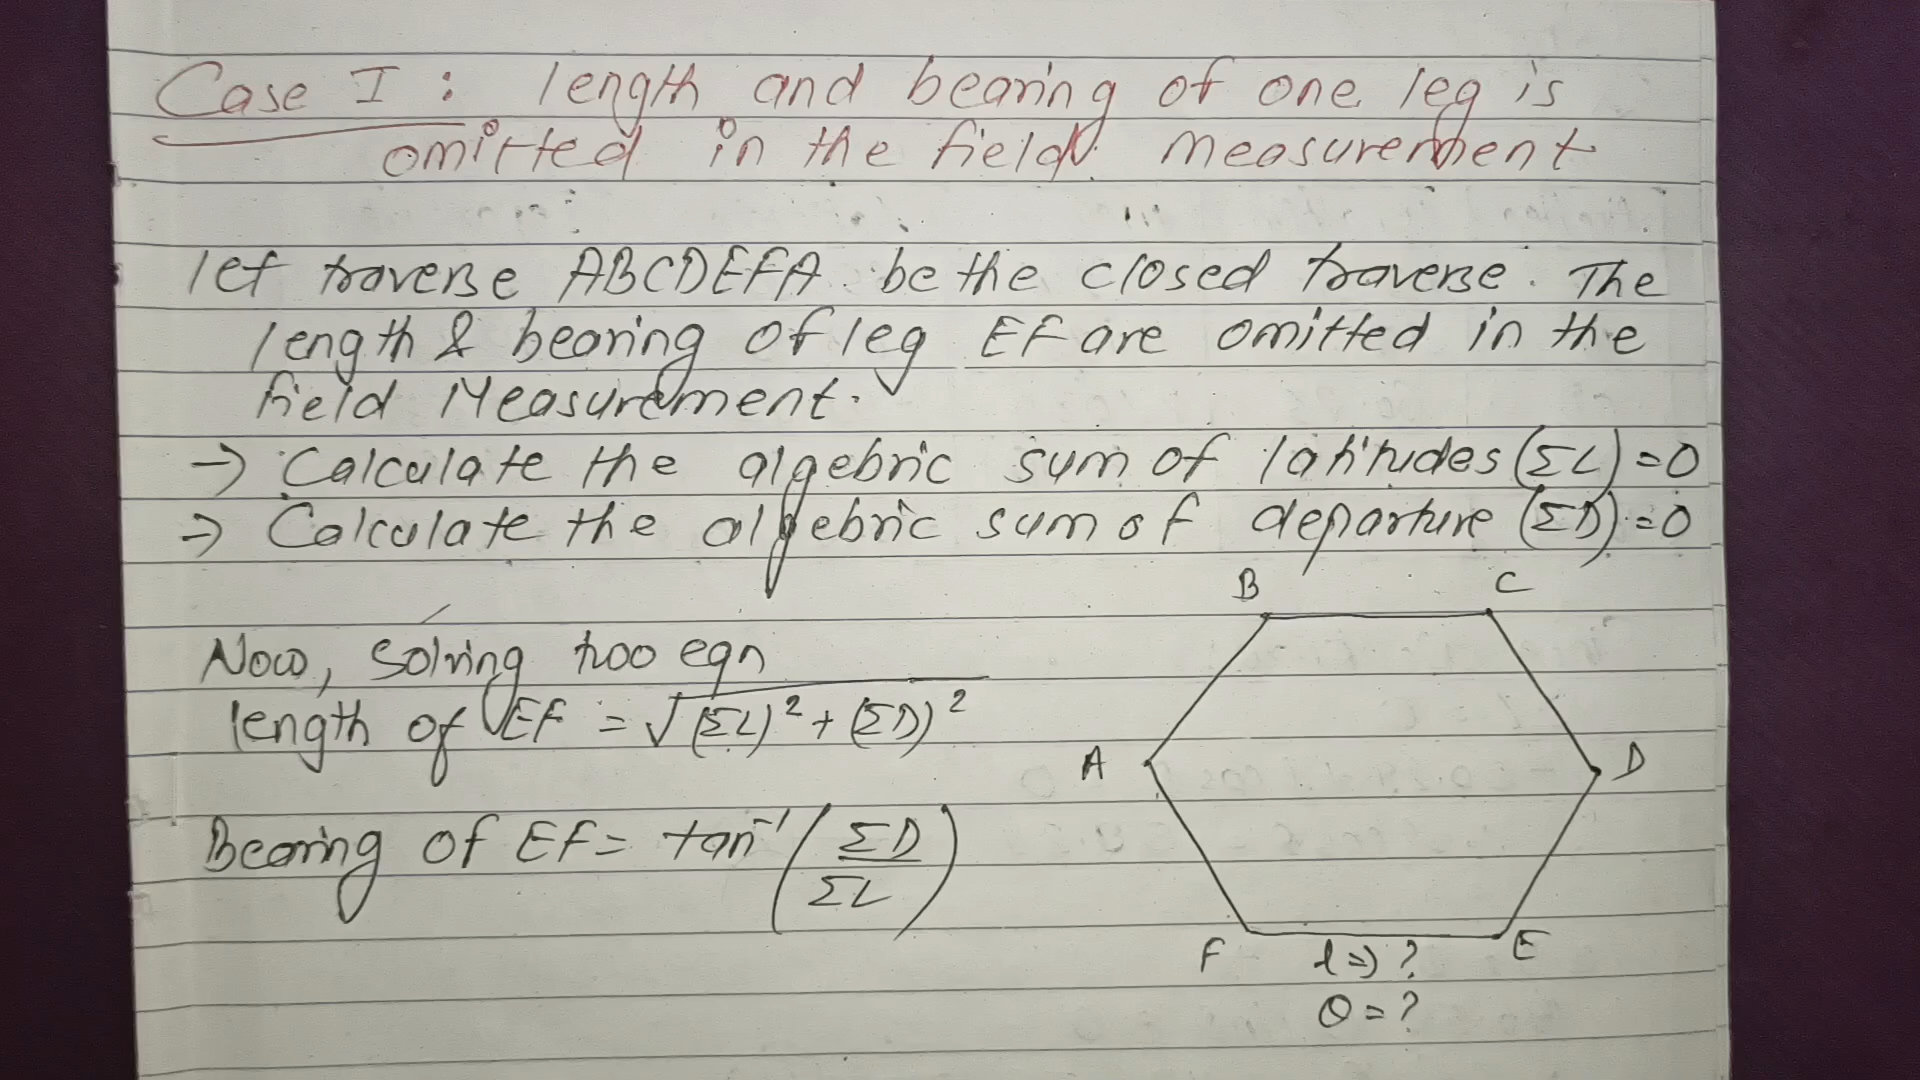 Case I : length and bearing of one leg is
omitted in the field measurement
let traverse ABCDEFA be the closed traverse. The
length & bearing of leg EF are omitted in the
field Measurement.
→ Calculate the algebric sum of latitudes (ΣL) = 0
→ Calculate the algebric sum of departure (ΣD) = 0
B C
Now, solving two eqn
length of EF = √(ΣL)² + (ΣD)²
A D
Bearing of EF = tan⁻¹ (ΣD/ΣL)
F l => ? E
θ = ?